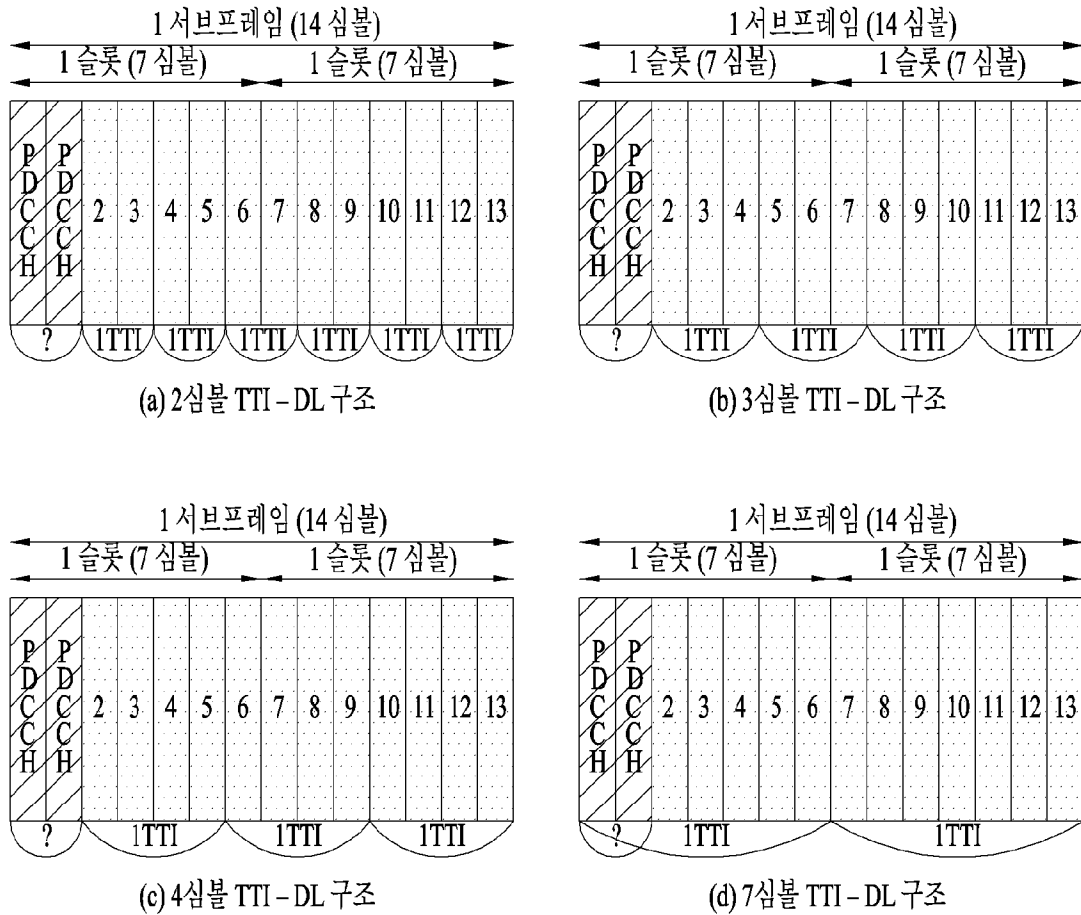 1 서브프레임 (14 심볼)
1 슬롯 (7 심볼) 1 슬롯 (7 심볼)
PDCCH PDCCH 2 3 4 5 6 7 8 9 10 11 12 13
? 1TTI 1TTI 1TTI 1TTI 1TTI 1TTI
(a) 2심볼 TTI – DL 구조
1 서브프레임 (14 심볼)
1 슬롯 (7 심볼) 1 슬롯 (7 심볼)
PDCCH PDCCH 2 3 4 5 6 7 8 9 10 11 12 13
? 1TTI 1TTI 1TTI 1TTI
(b) 3심볼 TTI – DL 구조
1 서브프레임 (14 심볼)
1 슬롯 (7 심볼) 1 슬롯 (7 심볼)
PDCCH PDCCH 2 3 4 5 6 7 8 9 10 11 12 13
? 1TTI 1TTI 1TTI
(c) 4심볼 TTI – DL 구조
1 서브프레임 (14 심볼)
1 슬롯 (7 심볼) 1 슬롯 (7 심볼)
PDCCH PDCCH 2 3 4 5 6 7 8 9 10 11 12 13
? 1TTI 1TTI
(d) 7심볼 TTI – DL 구조